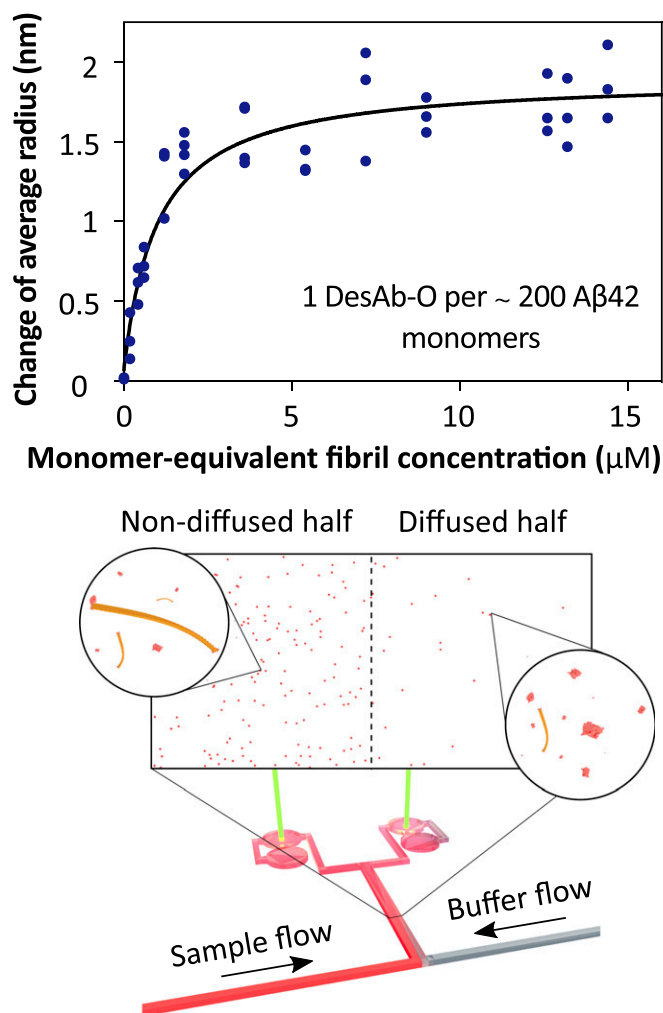 Change of average radius (nm)
2
1.5
1
0.5
0
0
5
10
15
1 DesAb-O per ~ 200 Aβ42
monomers
Monomer-equivalent fibril concentration (μM)
Non-diffused half
Diffused half
Sample flow
Buffer flow